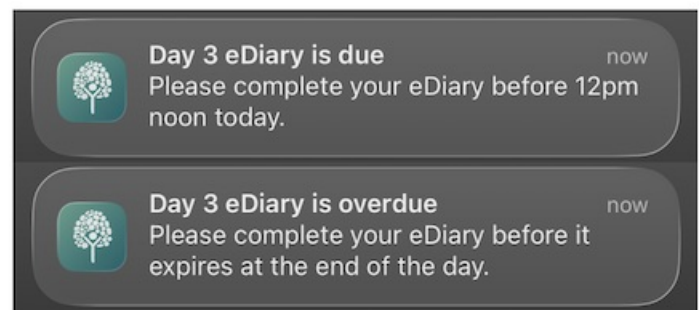 Day 3 eDiary is due
now
Please complete your eDiary before 12pm
noon today.
Day 3 eDiary is overdue
now
Please complete your eDiary before it
expires at the end of the day.